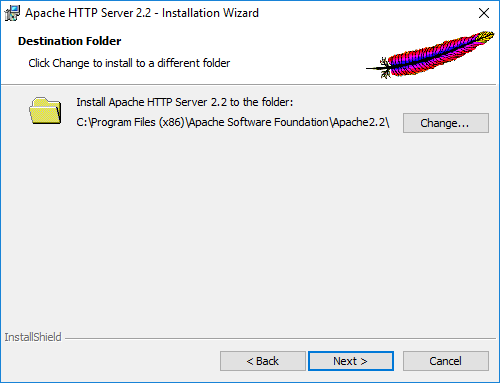 Apache HTTP Server 2.2 - Installation Wizard
Destination Folder
Click Change to install to a different folder
Install Apache HTTP Server 2.2 to the folder:
C:\Program Files (x86)\Apache Software Foundation\Apache2.2\
Change...
InstallShield
< Back
Next >
Cancel